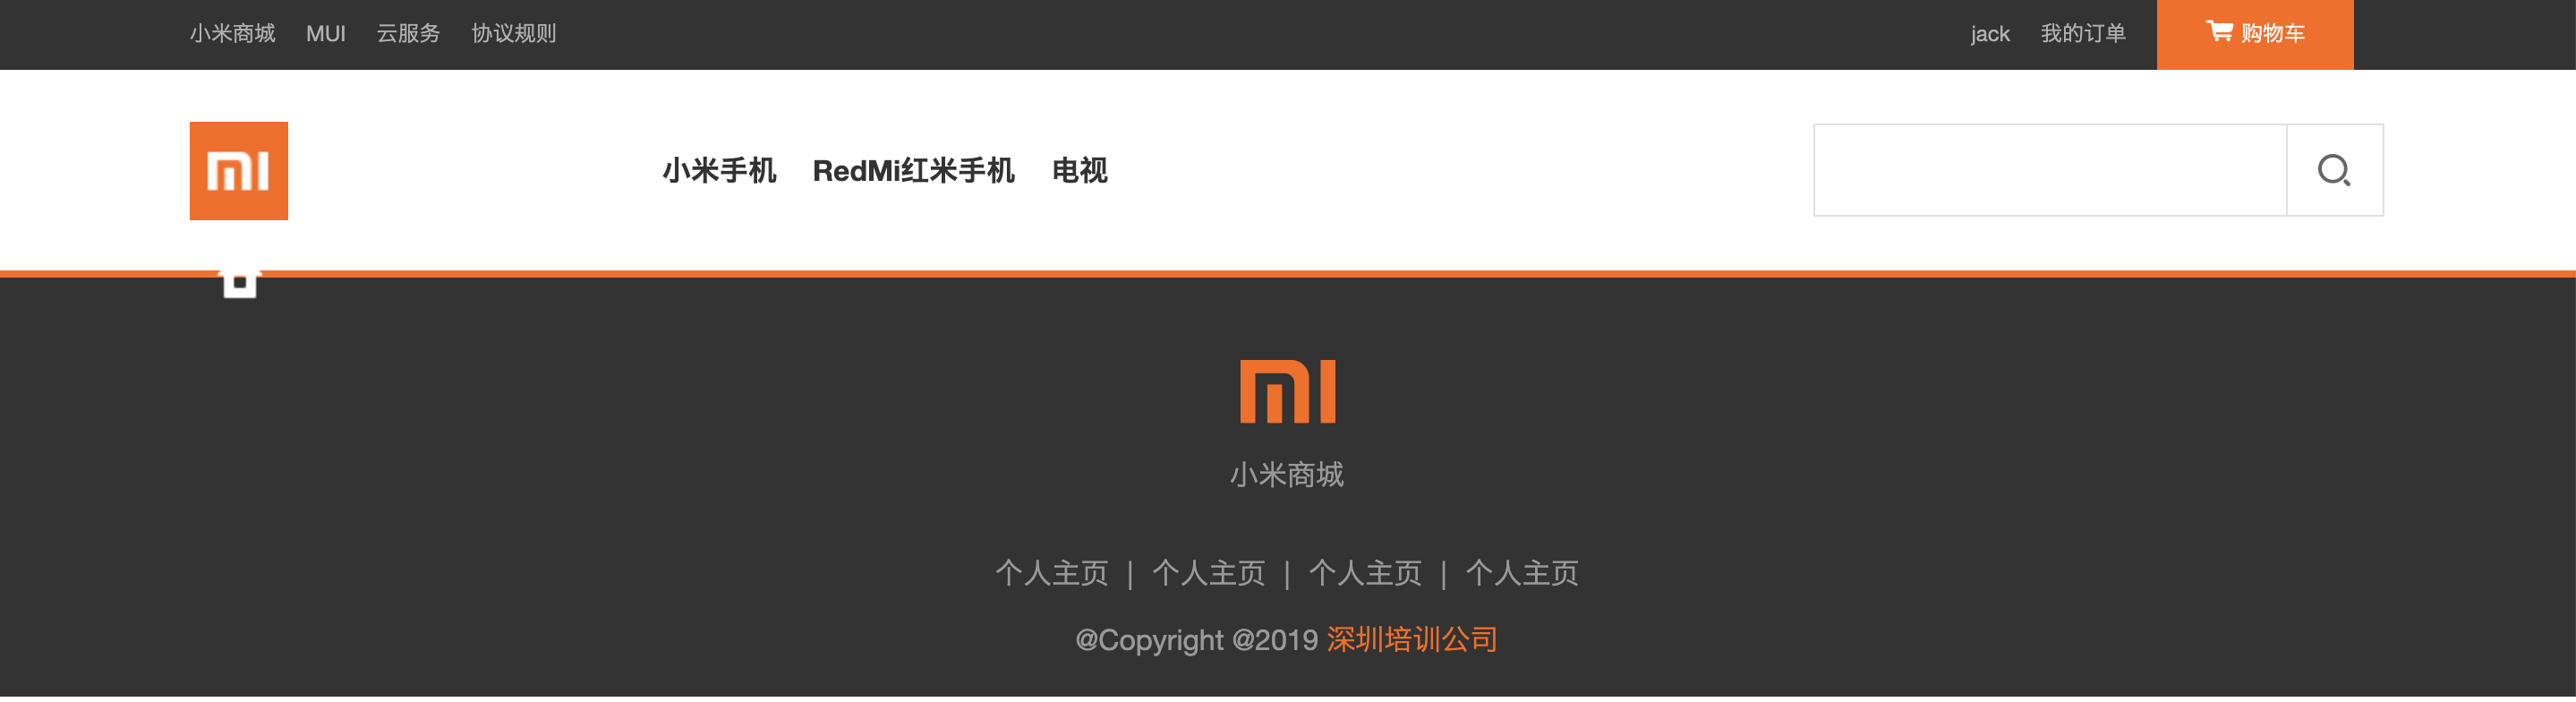 小米商城 MUI 云服务 协议规则 jack 我的订单 购物车
小米手机 RedMi红米手机 电视
小米商城
个人主页 | 个人主页 | 个人主页 | 个人主页
@Copyright @2019 深圳培训公司